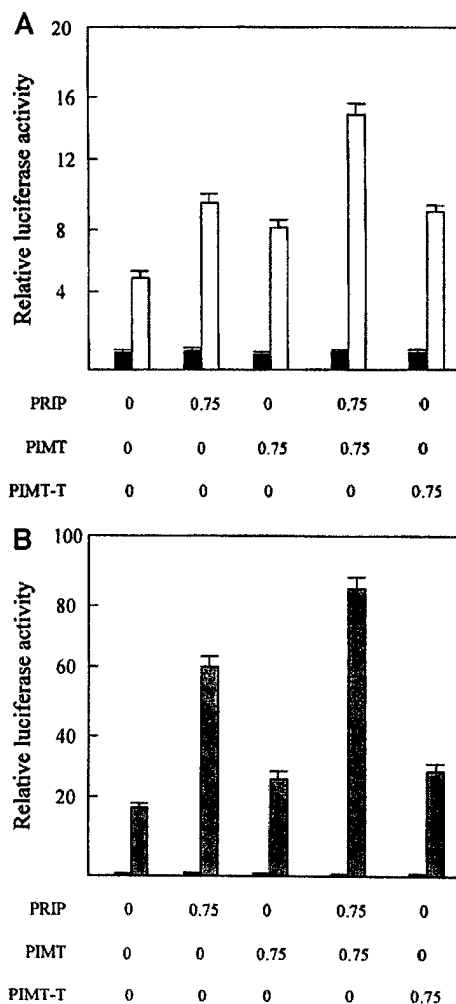 A
Relative luciferase activity
20
16
12
8
4
PRIP 0 0.75 0 0.75 0
PIMT 0 0 0.75 0.75 0
PIMT-T 0 0 0 0 0.75
B
Relative luciferase activity
100
80
60
40
20
PRIP 0 0.75 0 0.75 0
PIMT 0 0 0.75 0.75 0
PIMT-T 0 0 0 0 0.75